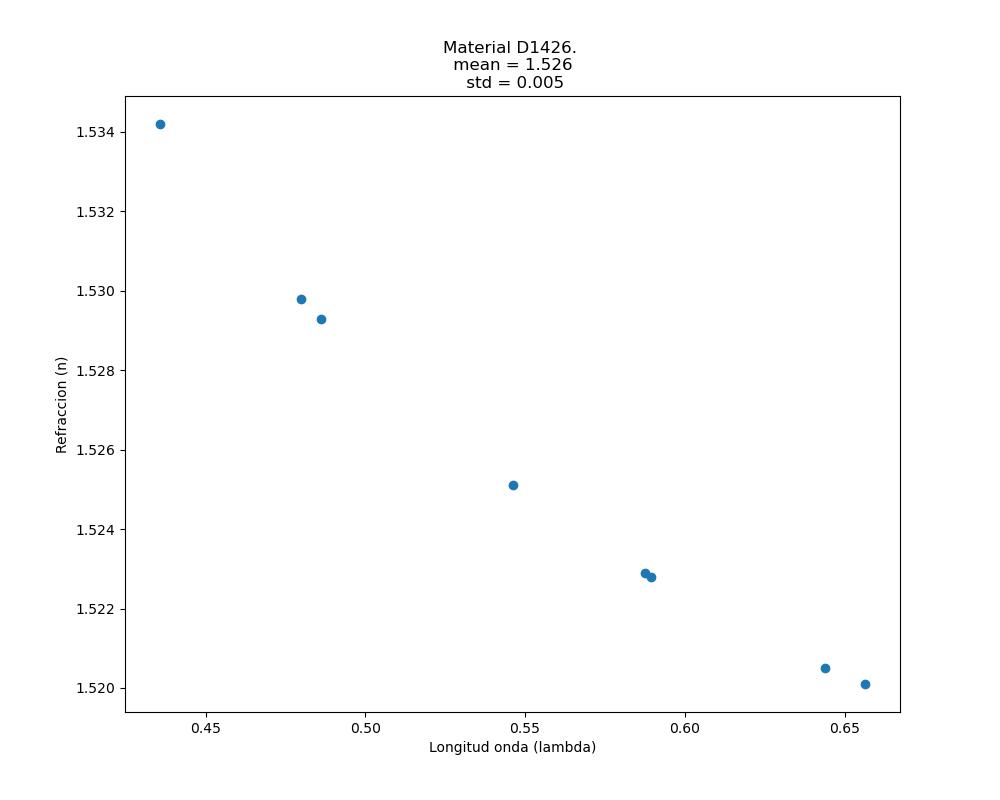 Material D1426.
mean = 1.526
std = 0.005
1.534
1.532
1.530
1.528
1.526
1.524
1.522
1.520
Refraccion (n)
0.45 0.50 0.55 0.60 0.65
Longitud onda (lambda)